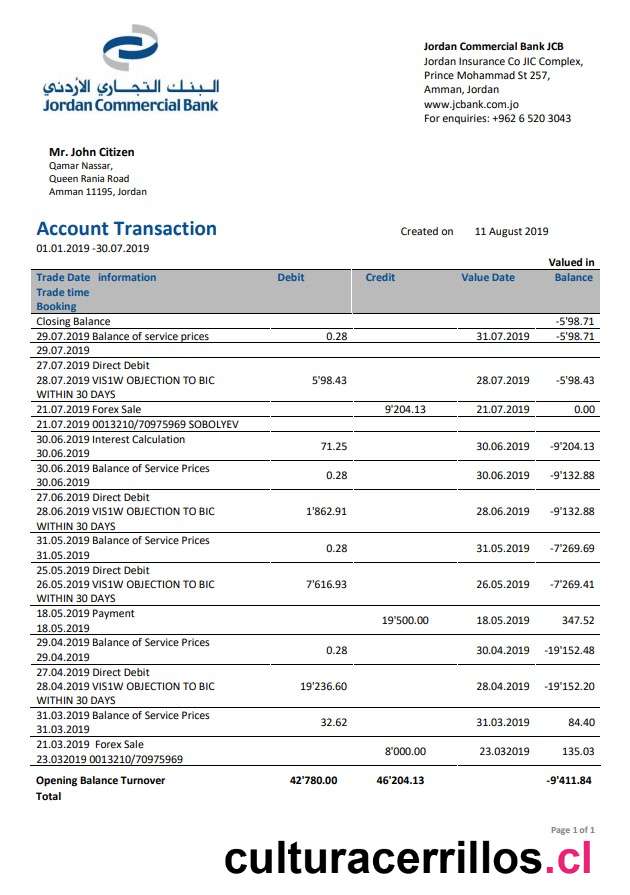 البنك التجاري الأردني
Jordan Commercial Bank
Jordan Commercial Bank JCB
Jordan Insurance Co JIC Complex,
Prince Mohammad St 257,
Amman, Jordan
www.jcbank.com.jo
For enquiries: +962 6 520 3043
Mr. John Citizen
Qamar Nassar,
Queen Rania Road
Amman 11195, Jordan
Account Transaction
Created on 11 August 2019
01.01.2019 -30.07.2019
Valued in
Trade Date information Debit Credit Value Date Balance
Trade time
Booking
Closing Balance -5'98.71
29.07.2019 Balance of service prices 0.28 31.07.2019 -5'98.71
29.07.2019
27.07.2019 Direct Debit
28.07.2019 VIS1W OBJECTION TO BIC 5'98.43 28.07.2019 -5'98.43
WITHIN 30 DAYS
21.07.2019 Forex Sale 9'204.13 21.07.2019 0.00
21.07.2019 0013210/70975969 SOBOLYEV
30.06.2019 Interest Calculation
30.06.2019 71.25 30.06.2019 -9'204.13
30.06.2019 Balance of Service Prices
30.06.2019 0.28 30.06.2019 -9'132.88
27.06.2019 Direct Debit
28.06.2019 VIS1W OBJECTION TO BIC 1'862.91 28.06.2019 -9'132.88
WITHIN 30 DAYS
31.05.2019 Balance of Service Prices
31.05.2019 0.28 31.05.2019 -7'269.69
25.05.2019 Direct Debit
26.05.2019 VIS1W OBJECTION TO BIC 7'616.93 26.05.2019 -7'269.41
WITHIN 30 DAYS
18.05.2019 Payment
18.05.2019 19'500.00 18.05.2019 347.52
29.04.2019 Balance of Service Prices
29.04.2019 0.28 30.04.2019 -19'152.48
27.04.2019 Direct Debit
28.04.2019 VIS1W OBJECTION TO BIC 19'236.60 28.04.2019 -19'152.20
WITHIN 30 DAYS
31.03.2019 Balance of Service Prices
31.03.2019 32.62 31.03.2019 84.40
21.03.2019 Forex Sale
23.032019 0013210/70975969 8'000.00 23.032019 135.03
Opening Balance Turnover 42'780.00 46'204.13 -9'411.84
Total
Page 1 of 1
culturacerrillos.cl